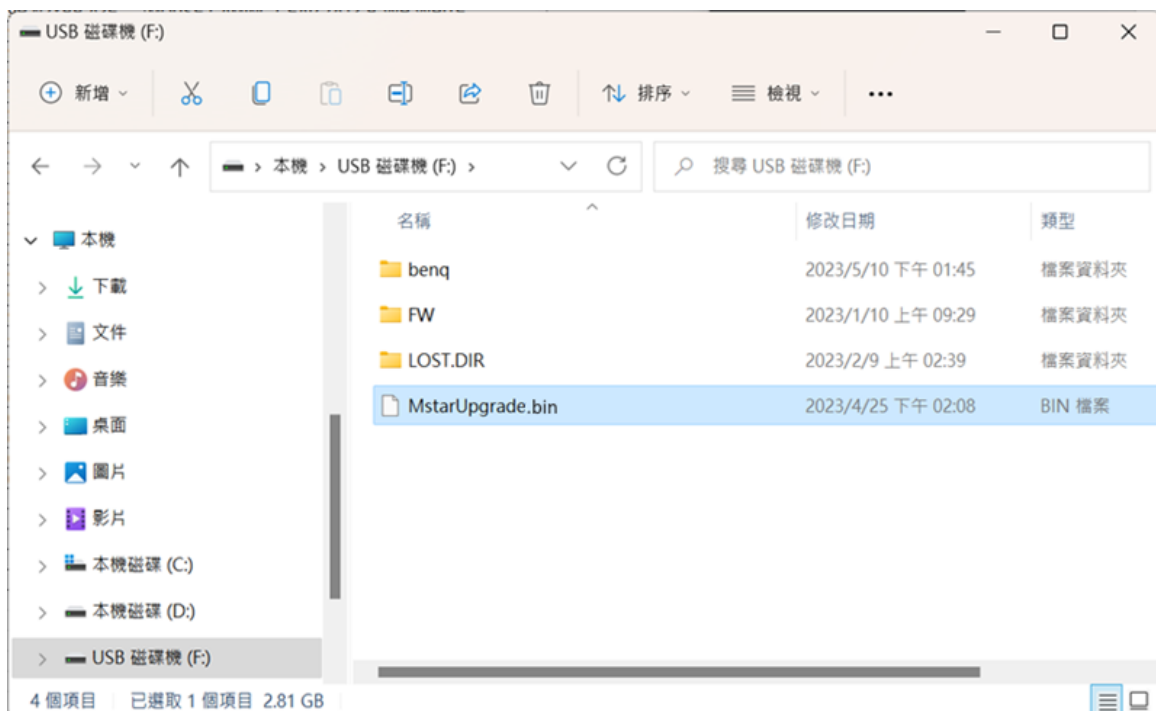 USB 磁碟機 (F:)
新增
排序
檢視
本機 > USB 磁碟機 (F:) >
搜尋 USB 磁碟機 (F:)
名稱 修改日期 類型
本機
下載
文件
音樂
桌面
圖片
影片
本機磁碟 (C:)
本機磁碟 (D:)
USB 磁碟機 (F:)
benq 2023/5/10 下午 01:45 檔案資料夾
FW 2023/1/10 上午 09:29 檔案資料夾
LOST.DIR 2023/2/9 上午 02:39 檔案資料夾
MstarUpgrade.bin 2023/4/25 下午 02:08 BIN 檔案
4 個項目 已選取 1 個項目 2.81 GB